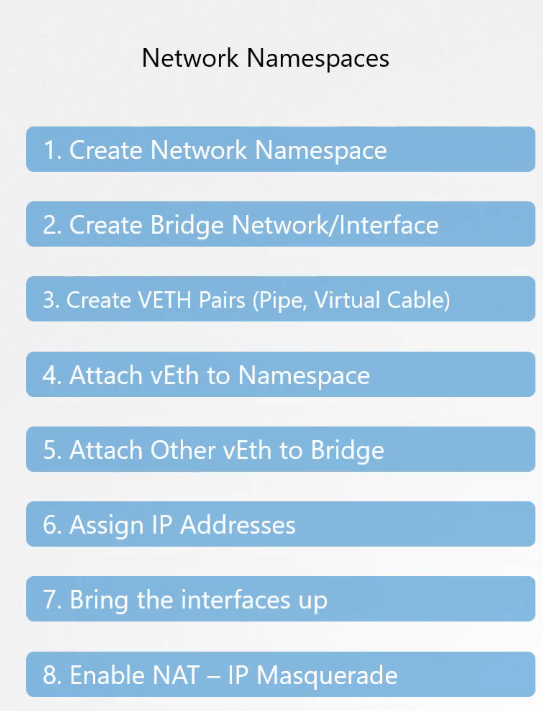 Network Namespaces
1. Create Network Namespace
2. Create Bridge Network/Interface
3. Create VETH Pairs (Pipe, Virtual Cable)
4. Attach vEth to Namespace
5. Attach Other vEth to Bridge
6. Assign IP Addresses
7. Bring the interfaces up
8. Enable NAT – IP Masquerade